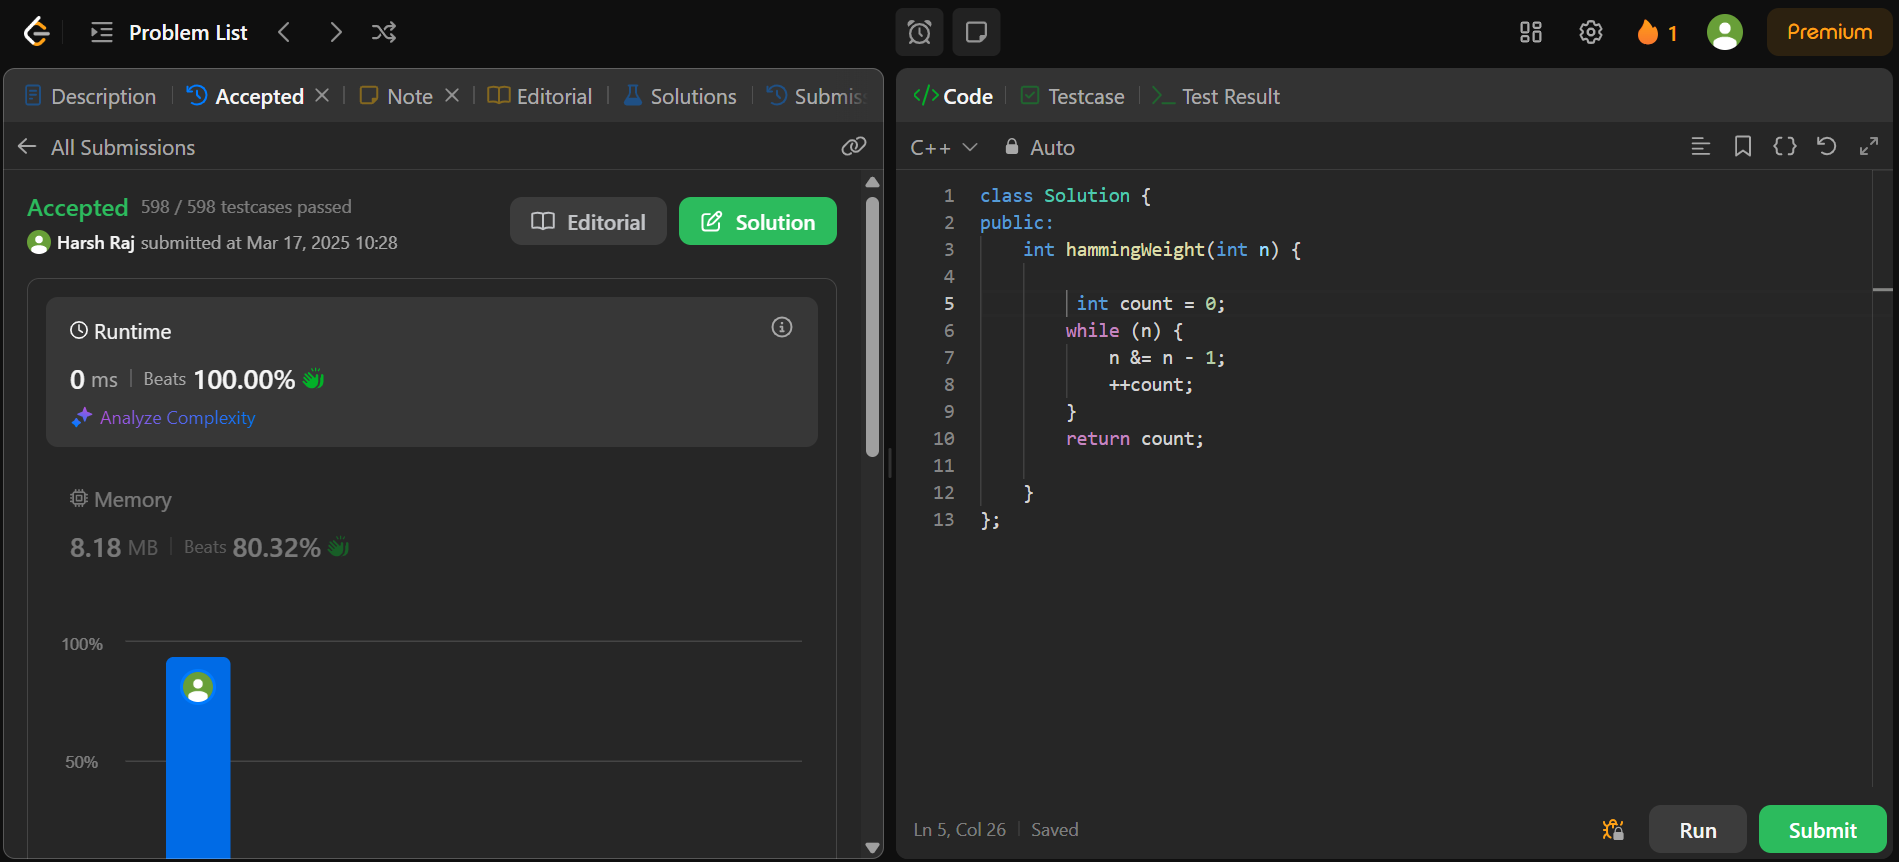 Problem List
1
Premium
Description
Accepted
Note
Editorial
Solutions
Submis
All Submissions
Accepted 598 / 598 testcases passed
Harsh Raj submitted at Mar 17, 2025 10:28
Editorial
Solution
Runtime
0 ms Beats 100.00%
Analyze Complexity
Memory
8.18 MB Beats 80.32%
100%
50%
</> Code
Testcase
Test Result
C++
Auto
1 class Solution {
2 public:
3 int hammingWeight(int n) {
4
5 int count = 0;
6 while (n) {
7 n &= n - 1;
8 ++count;
9 }
10 return count;
11
12 }
13 };
Ln 5, Col 26 Saved
Run
Submit